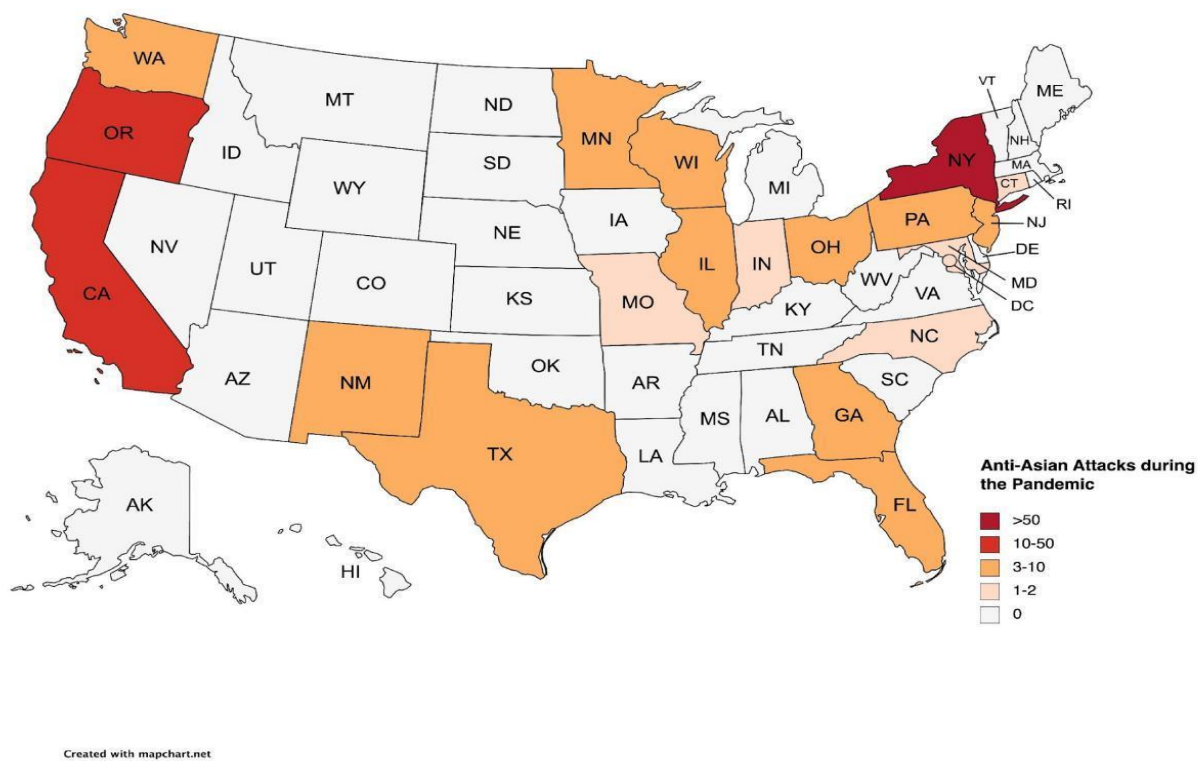 WA
MT
ND
MN
VT
ME
OR
ID
SD
WI
NH
NY
MA
WY
MI
CT
RI
IA
PA
NJ
NV
NE
OH
DE
UT
IL
IN
MD
CA
CO
WV
DC
KS
MO
VA
KY
NC
TN
OK
AZ
NM
AR
SC
MS
AL
GA
TX
LA
Anti-Asian Attacks during
the Pandemic
AK
FL
>50
10-50
HI
3-10
1-2
0
Created with mapchart.net